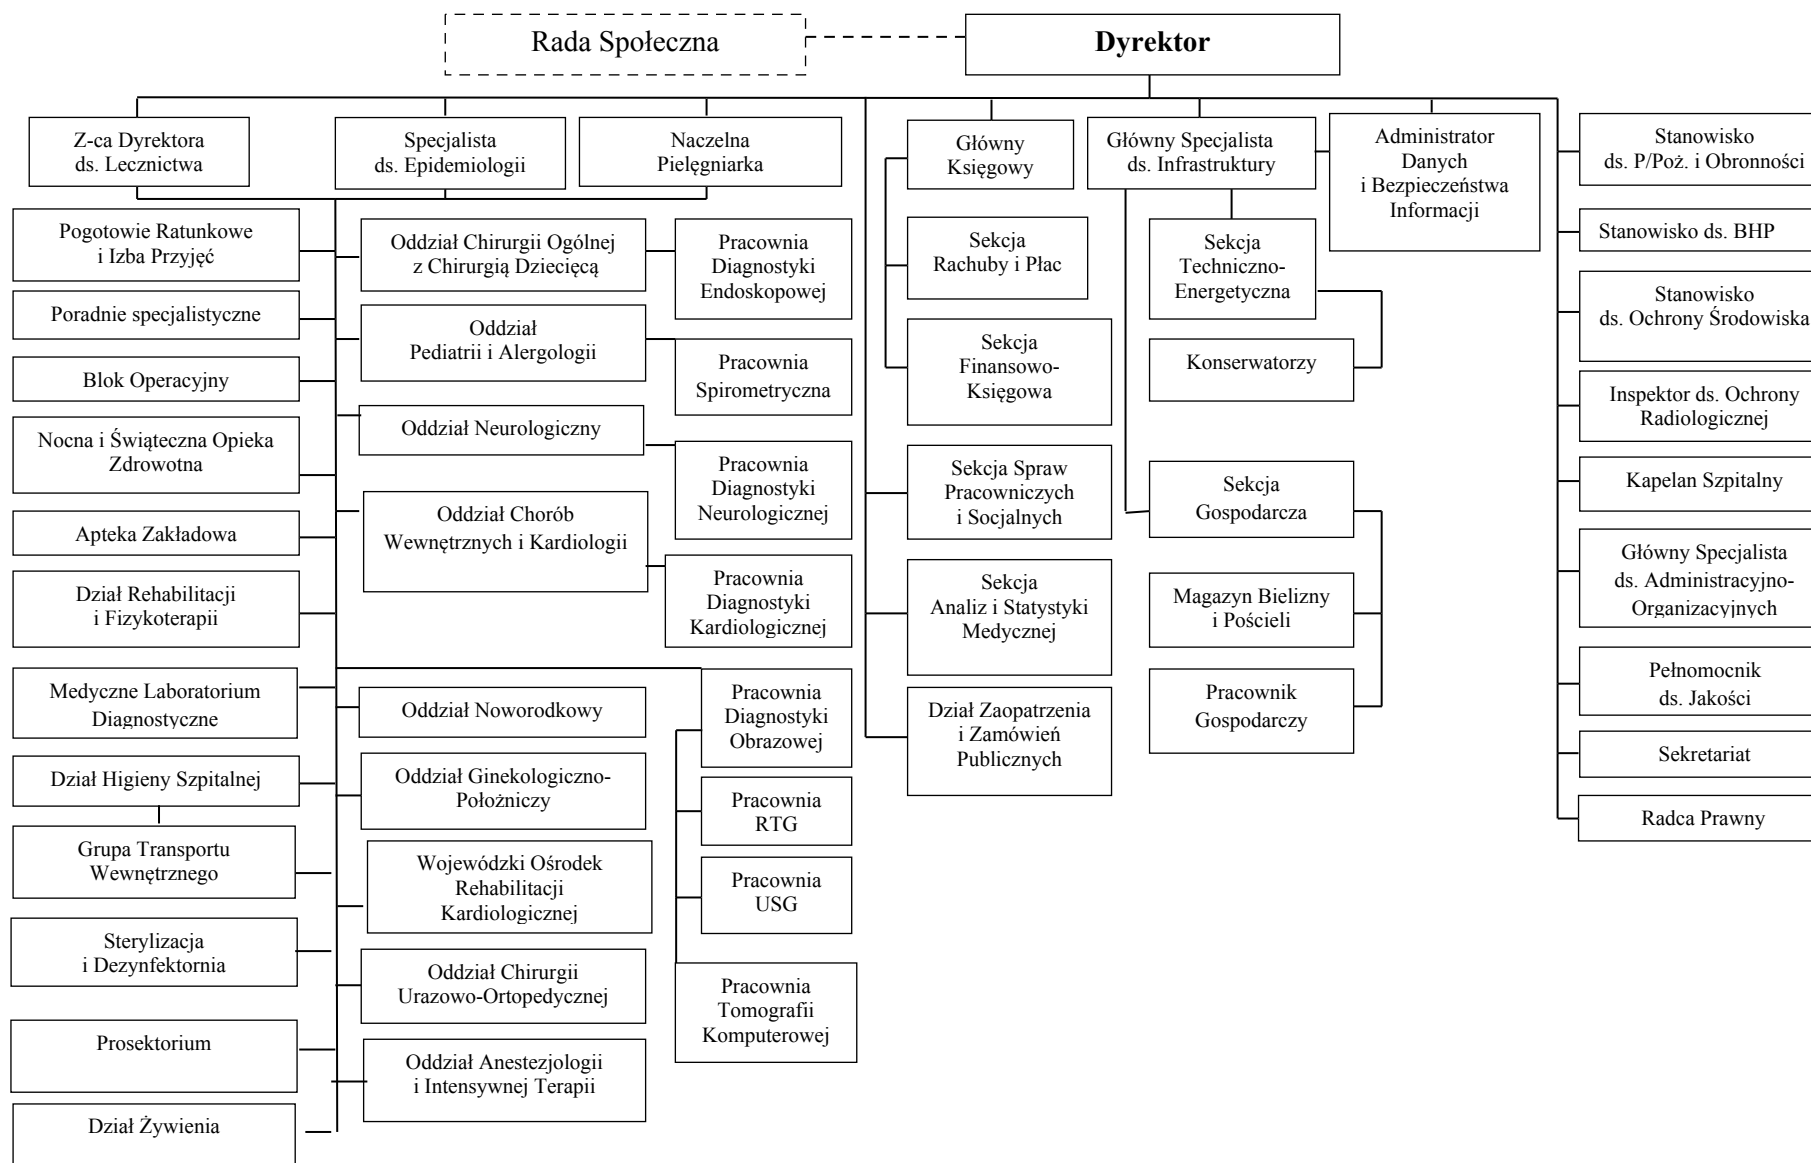 Rada Społeczna
Dyrektor
Z-ca Dyrektora
ds. Lecznictwa
Specjalista
ds. Epidemiologii
Naczelna
Pielęgniarka
Główny
Księgowy
Główny Specjalista
ds. Infrastruktury
Administrator
Danych
i Bezpieczeństwa
Informacji
Stanowisko
ds. P/Poż. i Obronności
Pogotowie Ratunkowe
i Izba Przyjęć
Poradnie specjalistyczne
Blok Operacyjny
Nocna i Świąteczna Opieka
Zdrowotna
Apteka Zakładowa
Dział Rehabilitacji
i Fizykoterapii
Medyczne Laboratorium
Diagnostyczne
Dział Higieny Szpitalnej
Grupa Transportu
Wewnętrznego
Sterylizacja
i Dezynfektornia
Prosektorium
Dział Żywienia
Oddział Chirurgii Ogólnej
z Chirurgią Dziecięcą
Oddział
Pediatrii i Alergologii
Oddział Neurologiczny
Oddział Chorób
Wewnętrznych i Kardiologii
Oddział Noworodkowy
Oddział Ginekologiczno-
Położniczy
Wojewódzki Ośrodek
Rehabilitacji
Kardiologicznej
Oddział Chirurgii
Urazowo-Ortopedycznej
Oddział Anestezjologii
i Intensywnej Terapii
Pracownia
Diagnostyki
Endoskopowej
Pracownia
Spirometryczna
Pracownia
Diagnostyki
Neurologicznej
Pracownia
Diagnostyki
Kardiologicznej
Pracownia
Diagnostyki
Obrazowej
Pracownia
RTG
Pracownia
USG
Pracownia
Tomografii
Komputerowej
Sekcja
Rachuby i Płac
Sekcja
Finansowo-
Księgowa
Sekcja Spraw
Pracowniczych
i Socjalnych
Sekcja
Analiz i Statystyki
Medycznej
Dział Zaopatrzenia
i Zamówień
Publicznych
Sekcja
Techniczno-
Energetyczna
Konserwatorzy
Sekcja
Gospodarcza
Magazyn Bielizny
i Pościeli
Pracownik
Gospodarczy
Stanowisko ds. BHP
Stanowisko
ds. Ochrony Środowiska
Inspektor ds. Ochrony
Radiologicznej
Kapelan Szpitalny
Główny Specjalista
ds. Administracyjno-
Organizacyjnych
Pełnomocnik
ds. Jakości
Sekretariat
Radca Prawny